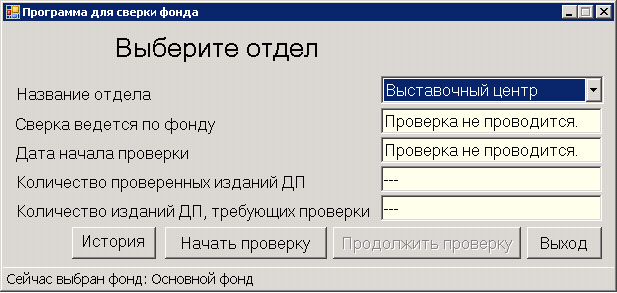 Программа для сверки фонда
Выберите отдел
Название отдела Выставочный центр
Сверка ведется по фонду Проверка не проводится.
Дата начала проверки Проверка не проводится.
Количество проверенных изданий ДП ---
Количество изданий ДП, требующих проверки ---
История Начать проверку Продолжить проверку Выход
Сейчас выбран фонд: Основной фонд